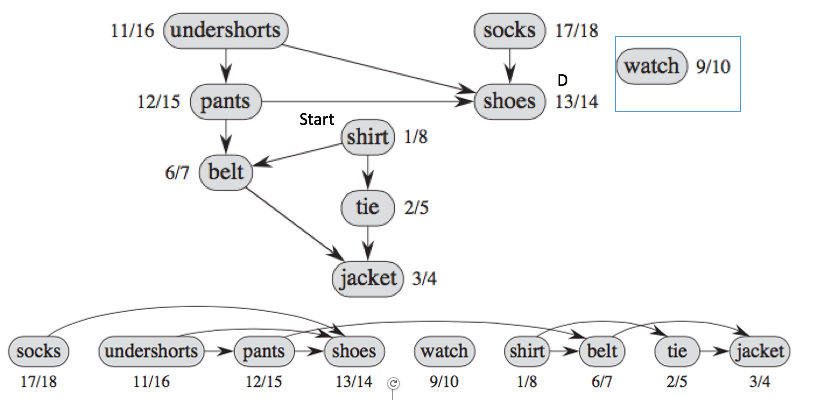 11/16 undershorts socks 17/18
watch 9/10
D
12/15 pants shoes 13/14
Start
shirt 1/8
6/7 belt
tie 2/5
jacket 3/4
socks undershorts pants shoes watch shirt belt tie jacket
17/18 11/16 12/15 13/14 9/10 1/8 6/7 2/5 3/4